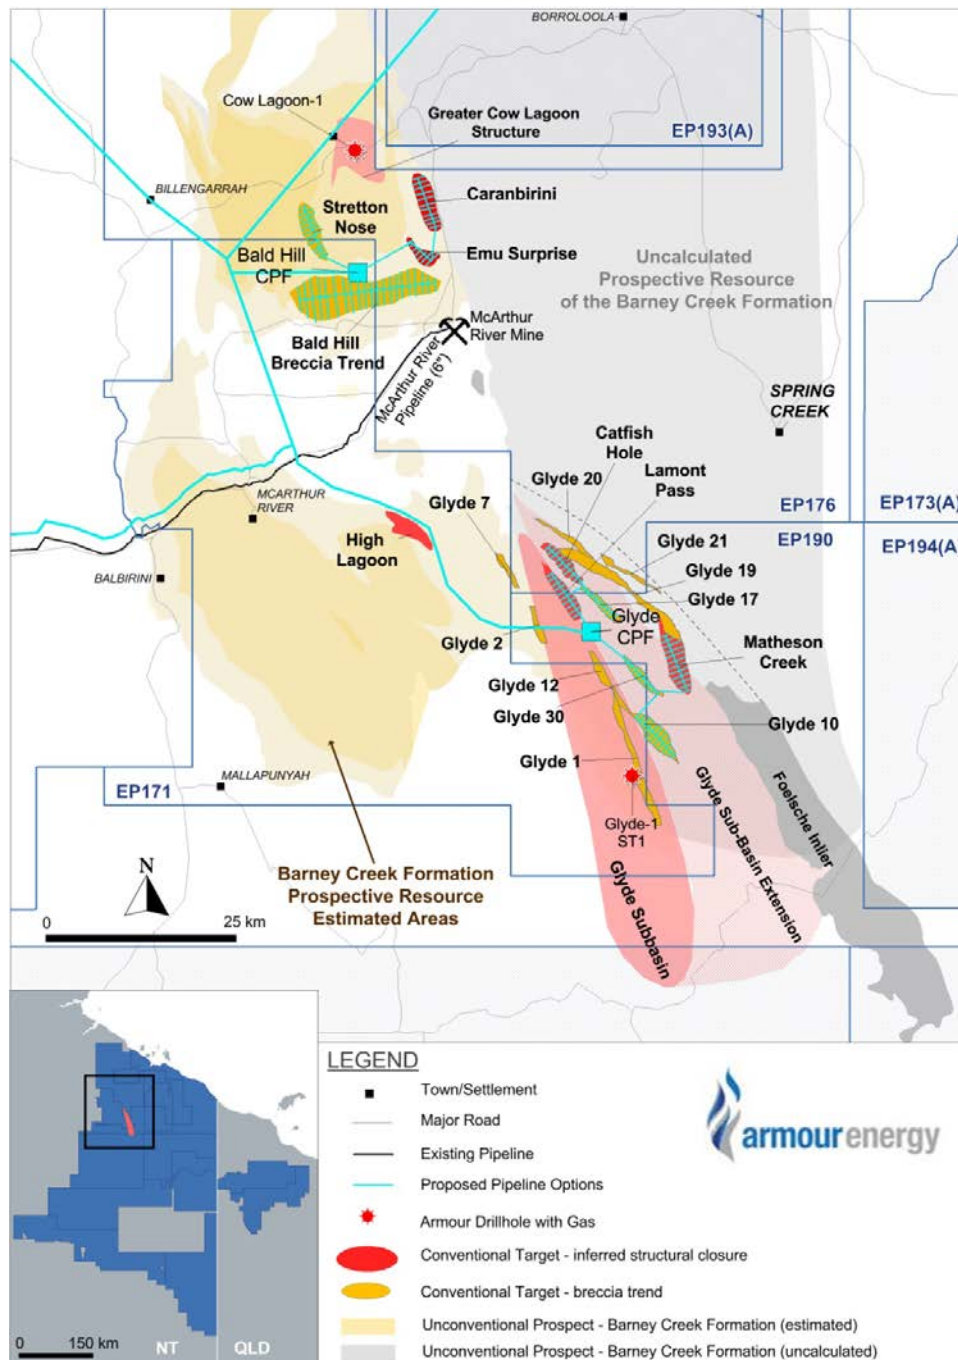 BORROLOOLA
Cow Lagoon-1
Greater Cow Lagoon
Structure
EP193(A)
BILLENGARRAH
Caranbirini
Stretton
Nose
Bald Hill
CPF
Emu Surprise
Uncalculated
Prospective Resource
of the Barney Creek Formation
McArthur
River Mine
Bald Hill
Breccia Trend
McArthur River
Pipeline (6")
SPRING
CREEK
Catfish
Hole
Lamont
Pass
Glyde 20
Glyde 7
MCARTHUR
RIVER
EP176
EP173(A)
EP190
EP194(A)
High
Lagoon
Glyde 21
Glyde 19
Glyde 17
BALBIRINI
Glyde
CPF
Glyde 2
Matheson
Creek
Glyde 12
Glyde 30
Glyde 10
Glyde 1
MALLAPUNYAH
EP171
Glyde-1
ST1
Foelsche Inlier
Glyde Sub-Basin Extension
Glyde Subbasin
Barney Creek Formation
Prospective Resource
Estimated Areas
N
0 25 km
LEGEND
Town/Settlement
Major Road
Existing Pipeline
Proposed Pipeline Options
Armour Drillhole with Gas
Conventional Target - inferred structural closure
Conventional Target - breccia trend
Unconventional Prospect - Barney Creek Formation (estimated)
Unconventional Prospect - Barney Creek Formation (uncalculated)
armourenergy
0 150 km
NT QLD